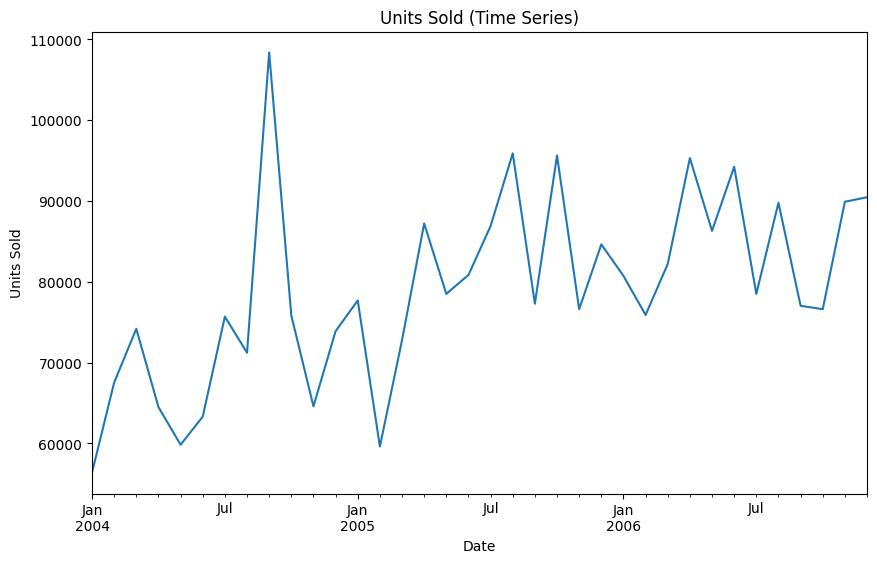 Units Sold (Time Series)
110000
100000
90000
80000
70000
60000
Units Sold
Jan Jul Jan Jul Jan Jul
2004 2005 2006
Date